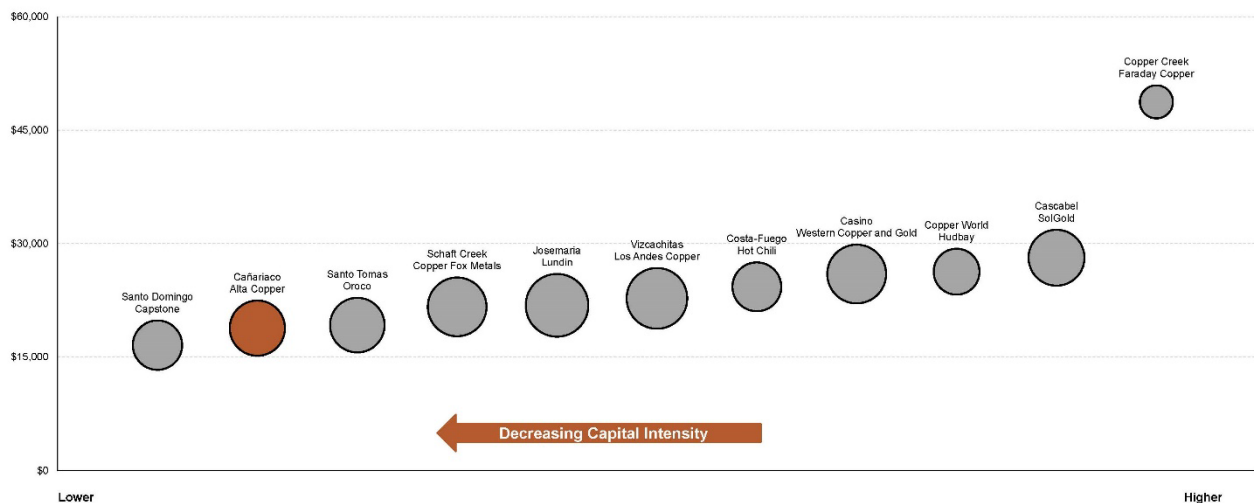 $60,000
Copper Creek
Faraday Copper
$45,000
$30,000
Cascabel
SolGold
Casino
Western Copper and Gold
Copper World
Hudbay
Costa-Fuego
Hot Chili
Vizcachitas
Los Andes Copper
Josemaria
Lundin
Schaft Creek
Copper Fox Metals
Santo Tomas
Oroco
Cañariaco
Alta Copper
Santo Domingo
Capstone
$15,000
Decreasing Capital Intensity
$0
Lower
Higher